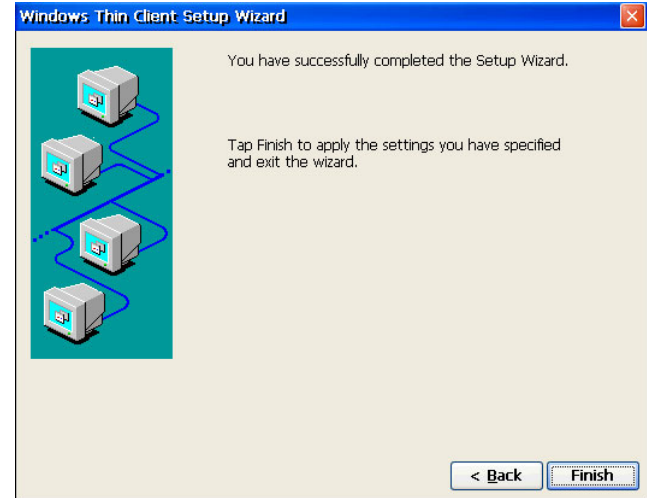 Windows Thin Client Setup Wizard
You have successfully completed the Setup Wizard.
Tap Finish to apply the settings you have specified
and exit the wizard.
< Back
Finish